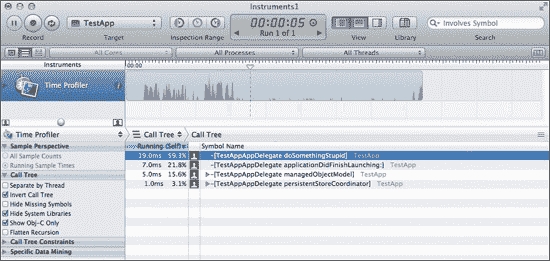 Instruments1
TestApp
00:00:05
Run 1 of 1
Involves Symbol
Record
Target
Inspection Range
View
Library
Search
All Cores
All Processes
All Threads
Instruments
00:00
Time Profiler
Time Profiler
Call Tree
Call Tree
Sample Perspective
Running (Self)
Symbol Name
All Sample Counts
19.0ms 59.3% -[TestAppAppDelegate doSomethingStupid] TestApp
Running Sample Times
7.0ms 21.8% -[TestAppAppDelegate applicationDidFinishLaunching:] TestApp
Call Tree
5.0ms 15.6% -[TestAppAppDelegate managedObjectModel] TestApp
Separate by Thread
1.0ms 3.1% -[TestAppAppDelegate persistentStoreCoordinator] TestApp
Invert Call Tree
Hide Missing Symbols
Hide System Libraries
Show Obj-C Only
Flatten Recursion
Call Tree Constraints
Specific Data Mining